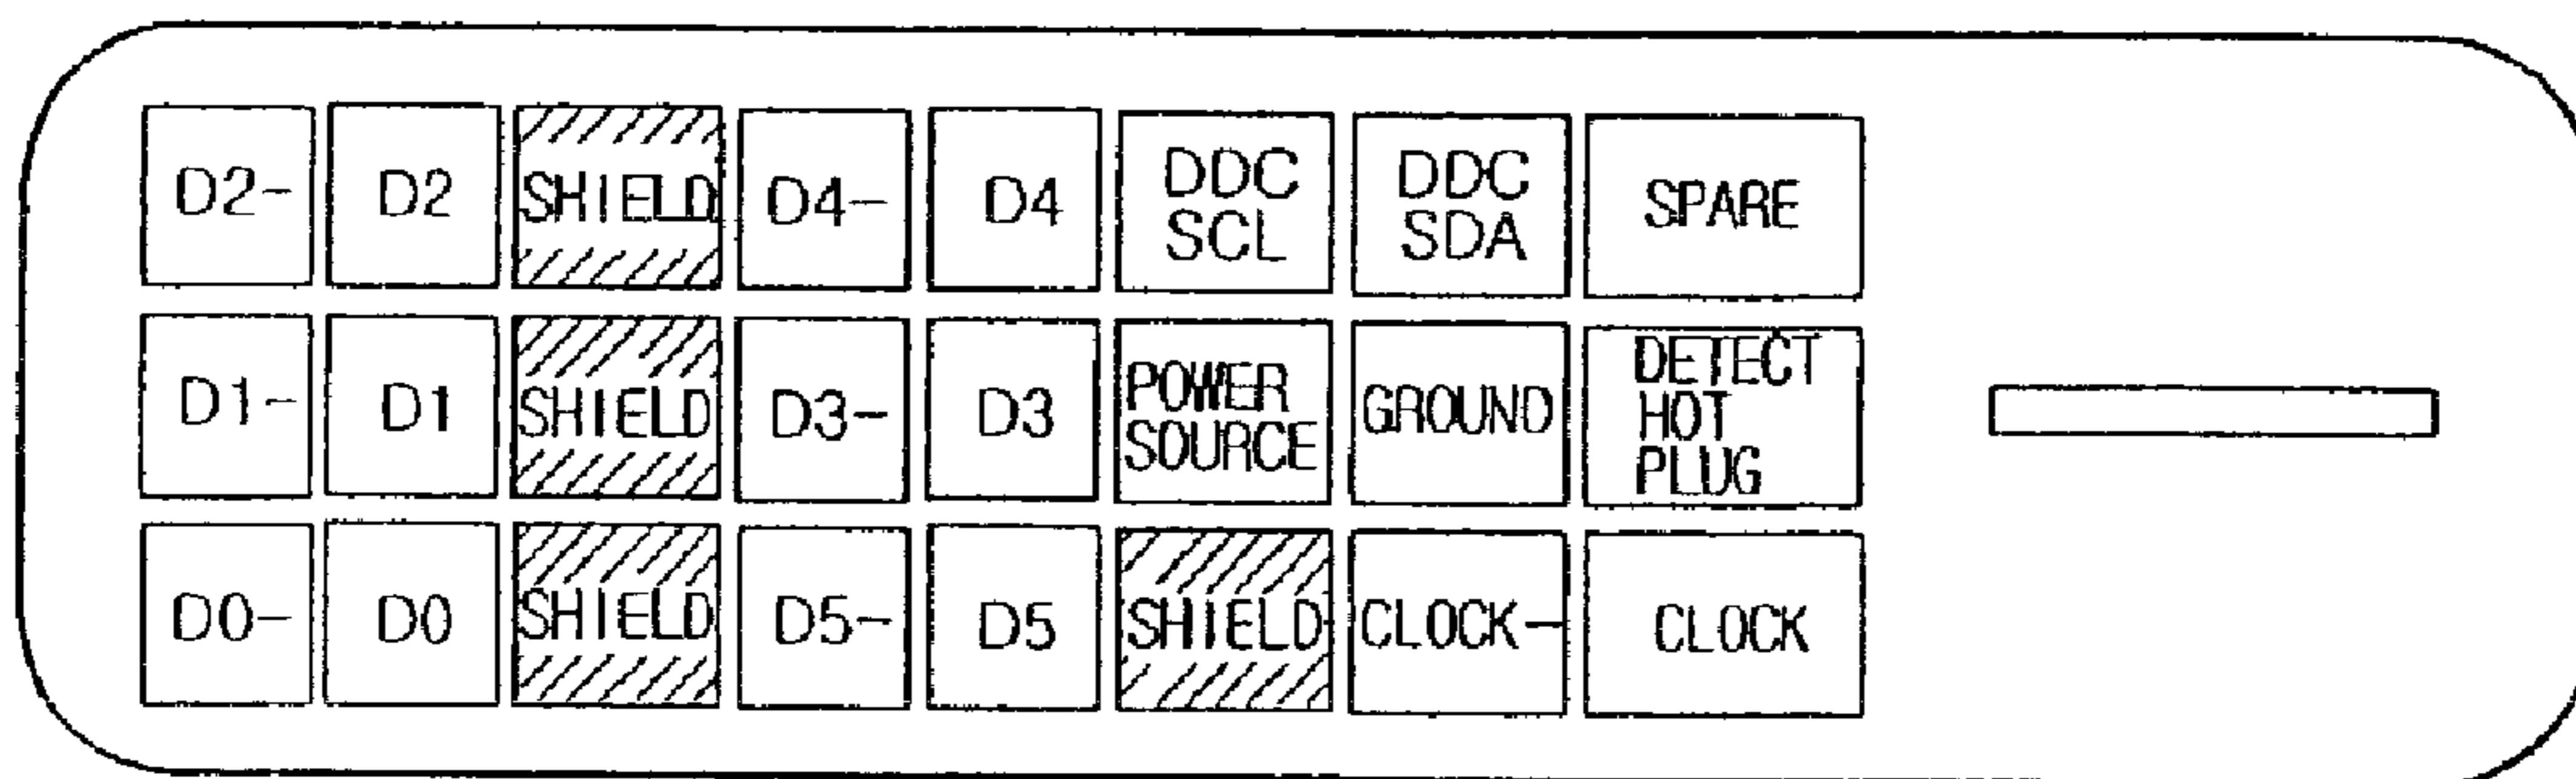 D2- D2 SHIELD D4- D4 DDC SCL DDC SDA SPARE
D1- D1 SHIELD D3- D3 POWER SOURCE GROUND DETECT HOT PLUG
D0- D0 SHIELD D5- D5 SHIELD CLOCK- CLOCK